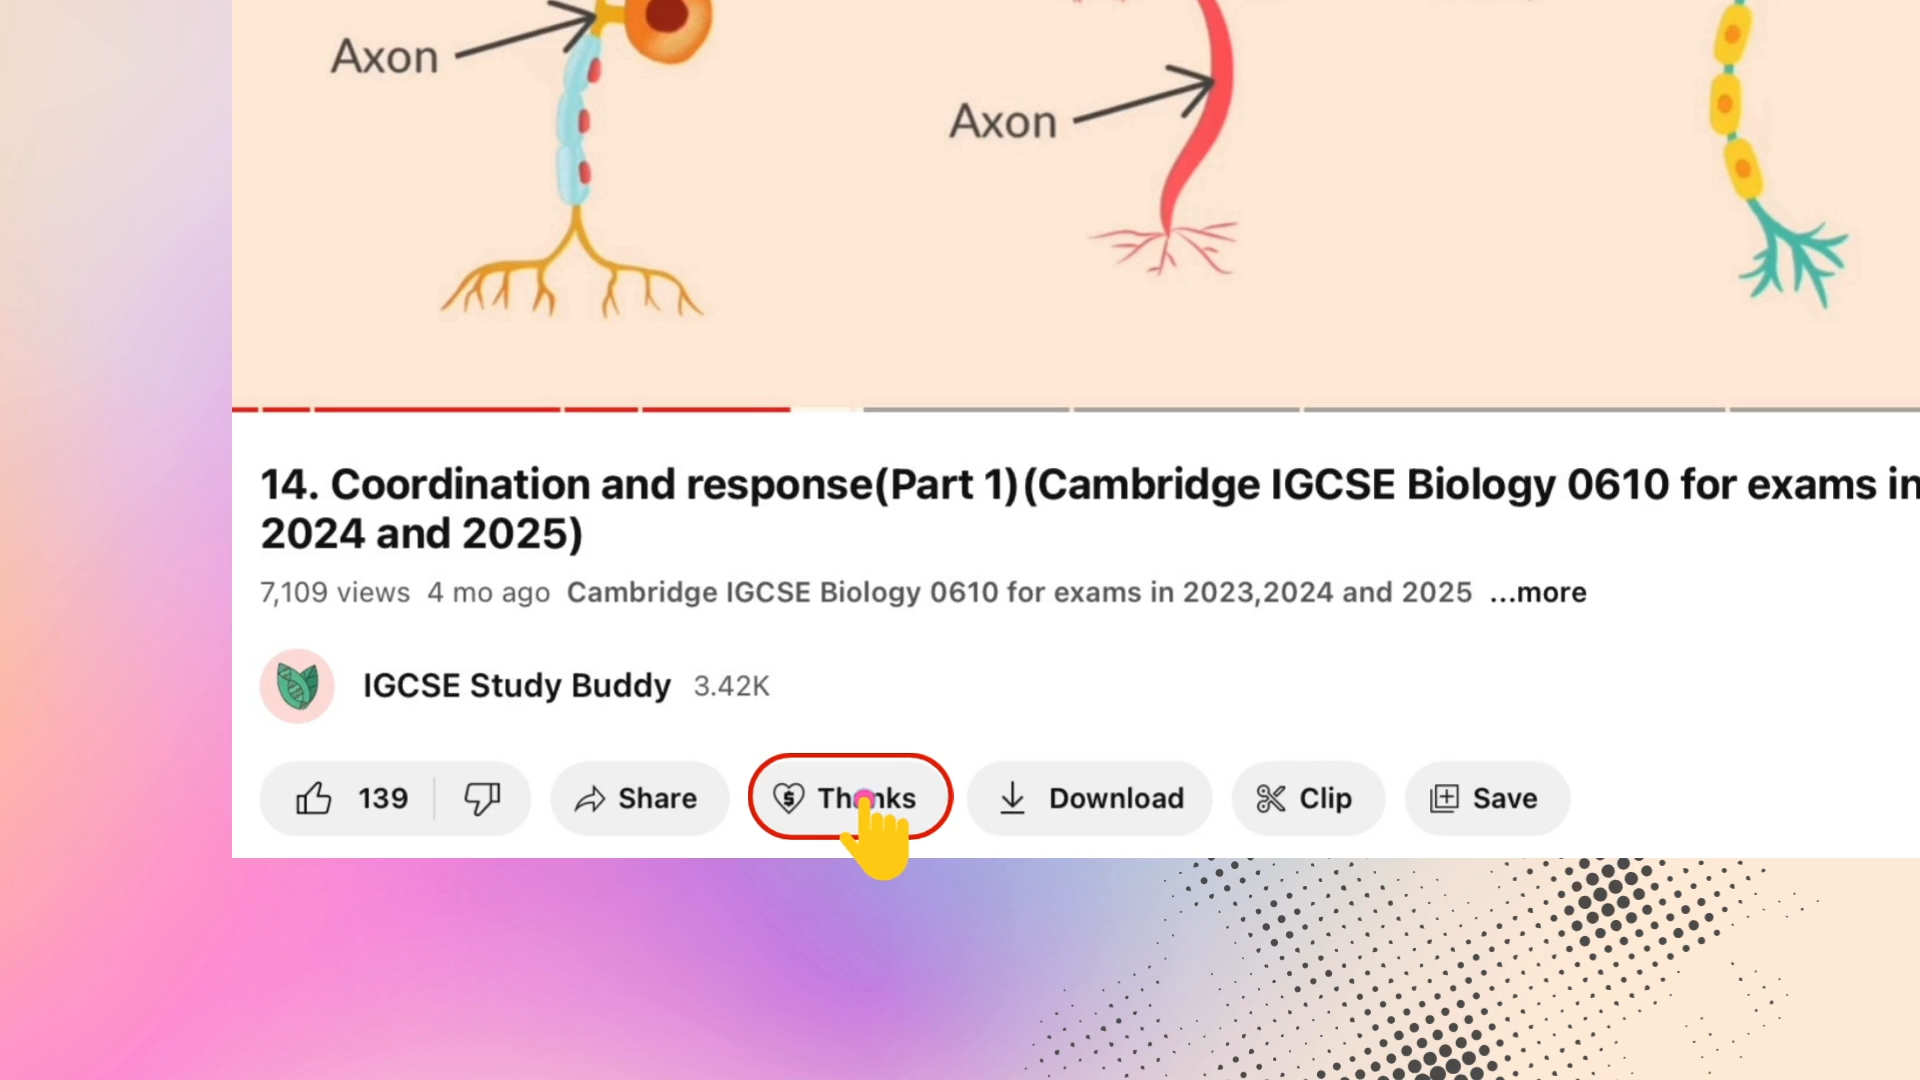 Axon
Axon
14. Coordination and response(Part 1)(Cambridge IGCSE Biology 0610 for exams in
2024 and 2025)
7,109 views 4 mo ago Cambridge IGCSE Biology 0610 for exams in 2023,2024 and 2025 ...more
IGCSE Study Buddy 3.42K
139 Share Thanks Download Clip Save